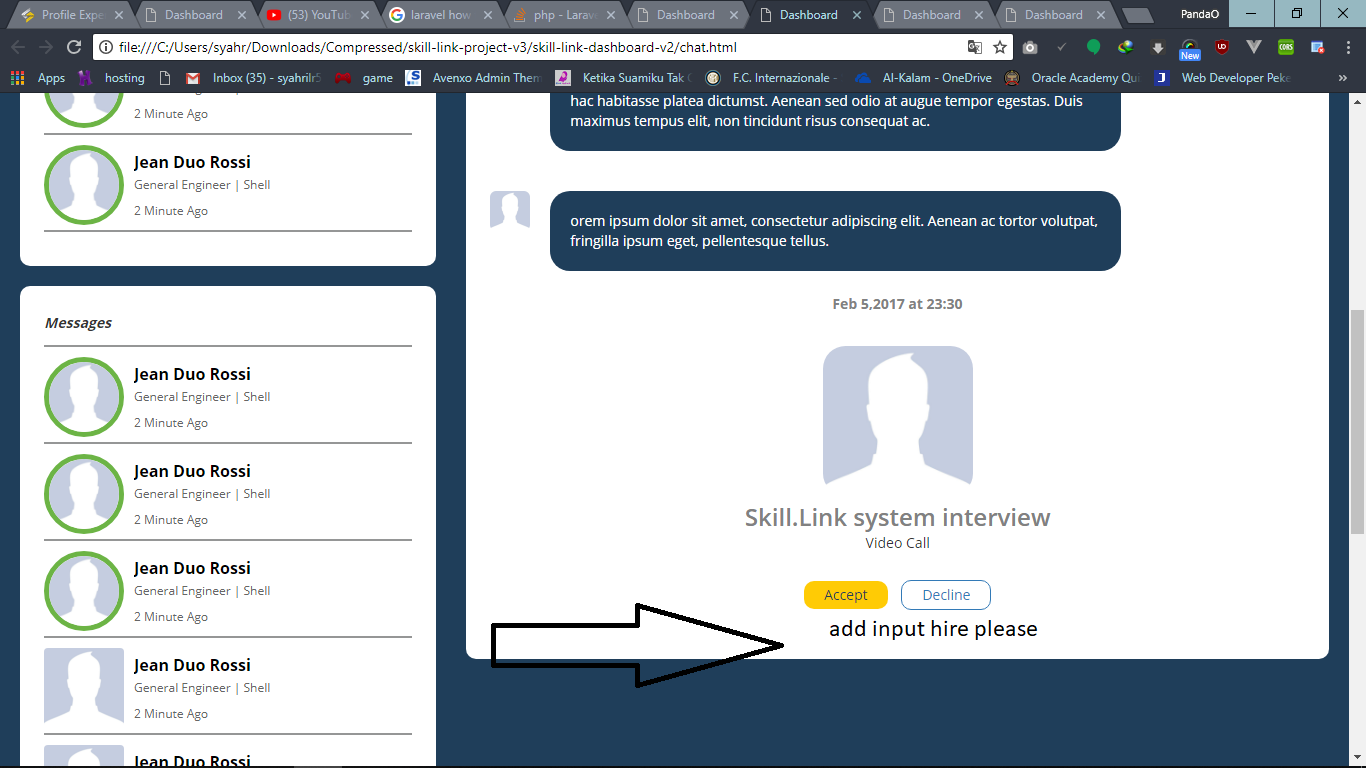 Profile Expe
Dashboard
(53) YouTub
laravel how
php - Larav
Dashboard
Dashboard
Dashboard
Dashboard
PandaO
file:///C:/Users/syahr/Downloads/Compressed/skill-link-project-v3/skill-link-dashboard-v2/chat.html
New
Apps
hosting
Inbox (35) - syahrilr5
game
Avenxo Admin Them
Ketika Suamiku Tak C
F.C. Internazionale -
Al-Kalam - OneDrive
Oracle Academy Qui
Web Developer Peke
»
2 Minute Ago
Jean Duo Rossi
General Engineer | Shell
2 Minute Ago
Messages
Jean Duo Rossi
General Engineer | Shell
2 Minute Ago
Jean Duo Rossi
General Engineer | Shell
2 Minute Ago
Jean Duo Rossi
General Engineer | Shell
2 Minute Ago
Jean Duo Rossi
General Engineer | Shell
2 Minute Ago
Jean Duo Rossi
hac habitasse platea dictumst. Aenean sed odio at augue tempor egestas. Duis
maximus tempus elit, non tincidunt risus consequat ac.
orem ipsum dolor sit amet, consectetur adipiscing elit. Aenean ac tortor volutpat,
fringilla ipsum eget, pellentesque tellus.
Feb 5,2017 at 23:30
Skill.Link system interview
Video Call
Accept
Decline
add input hire please